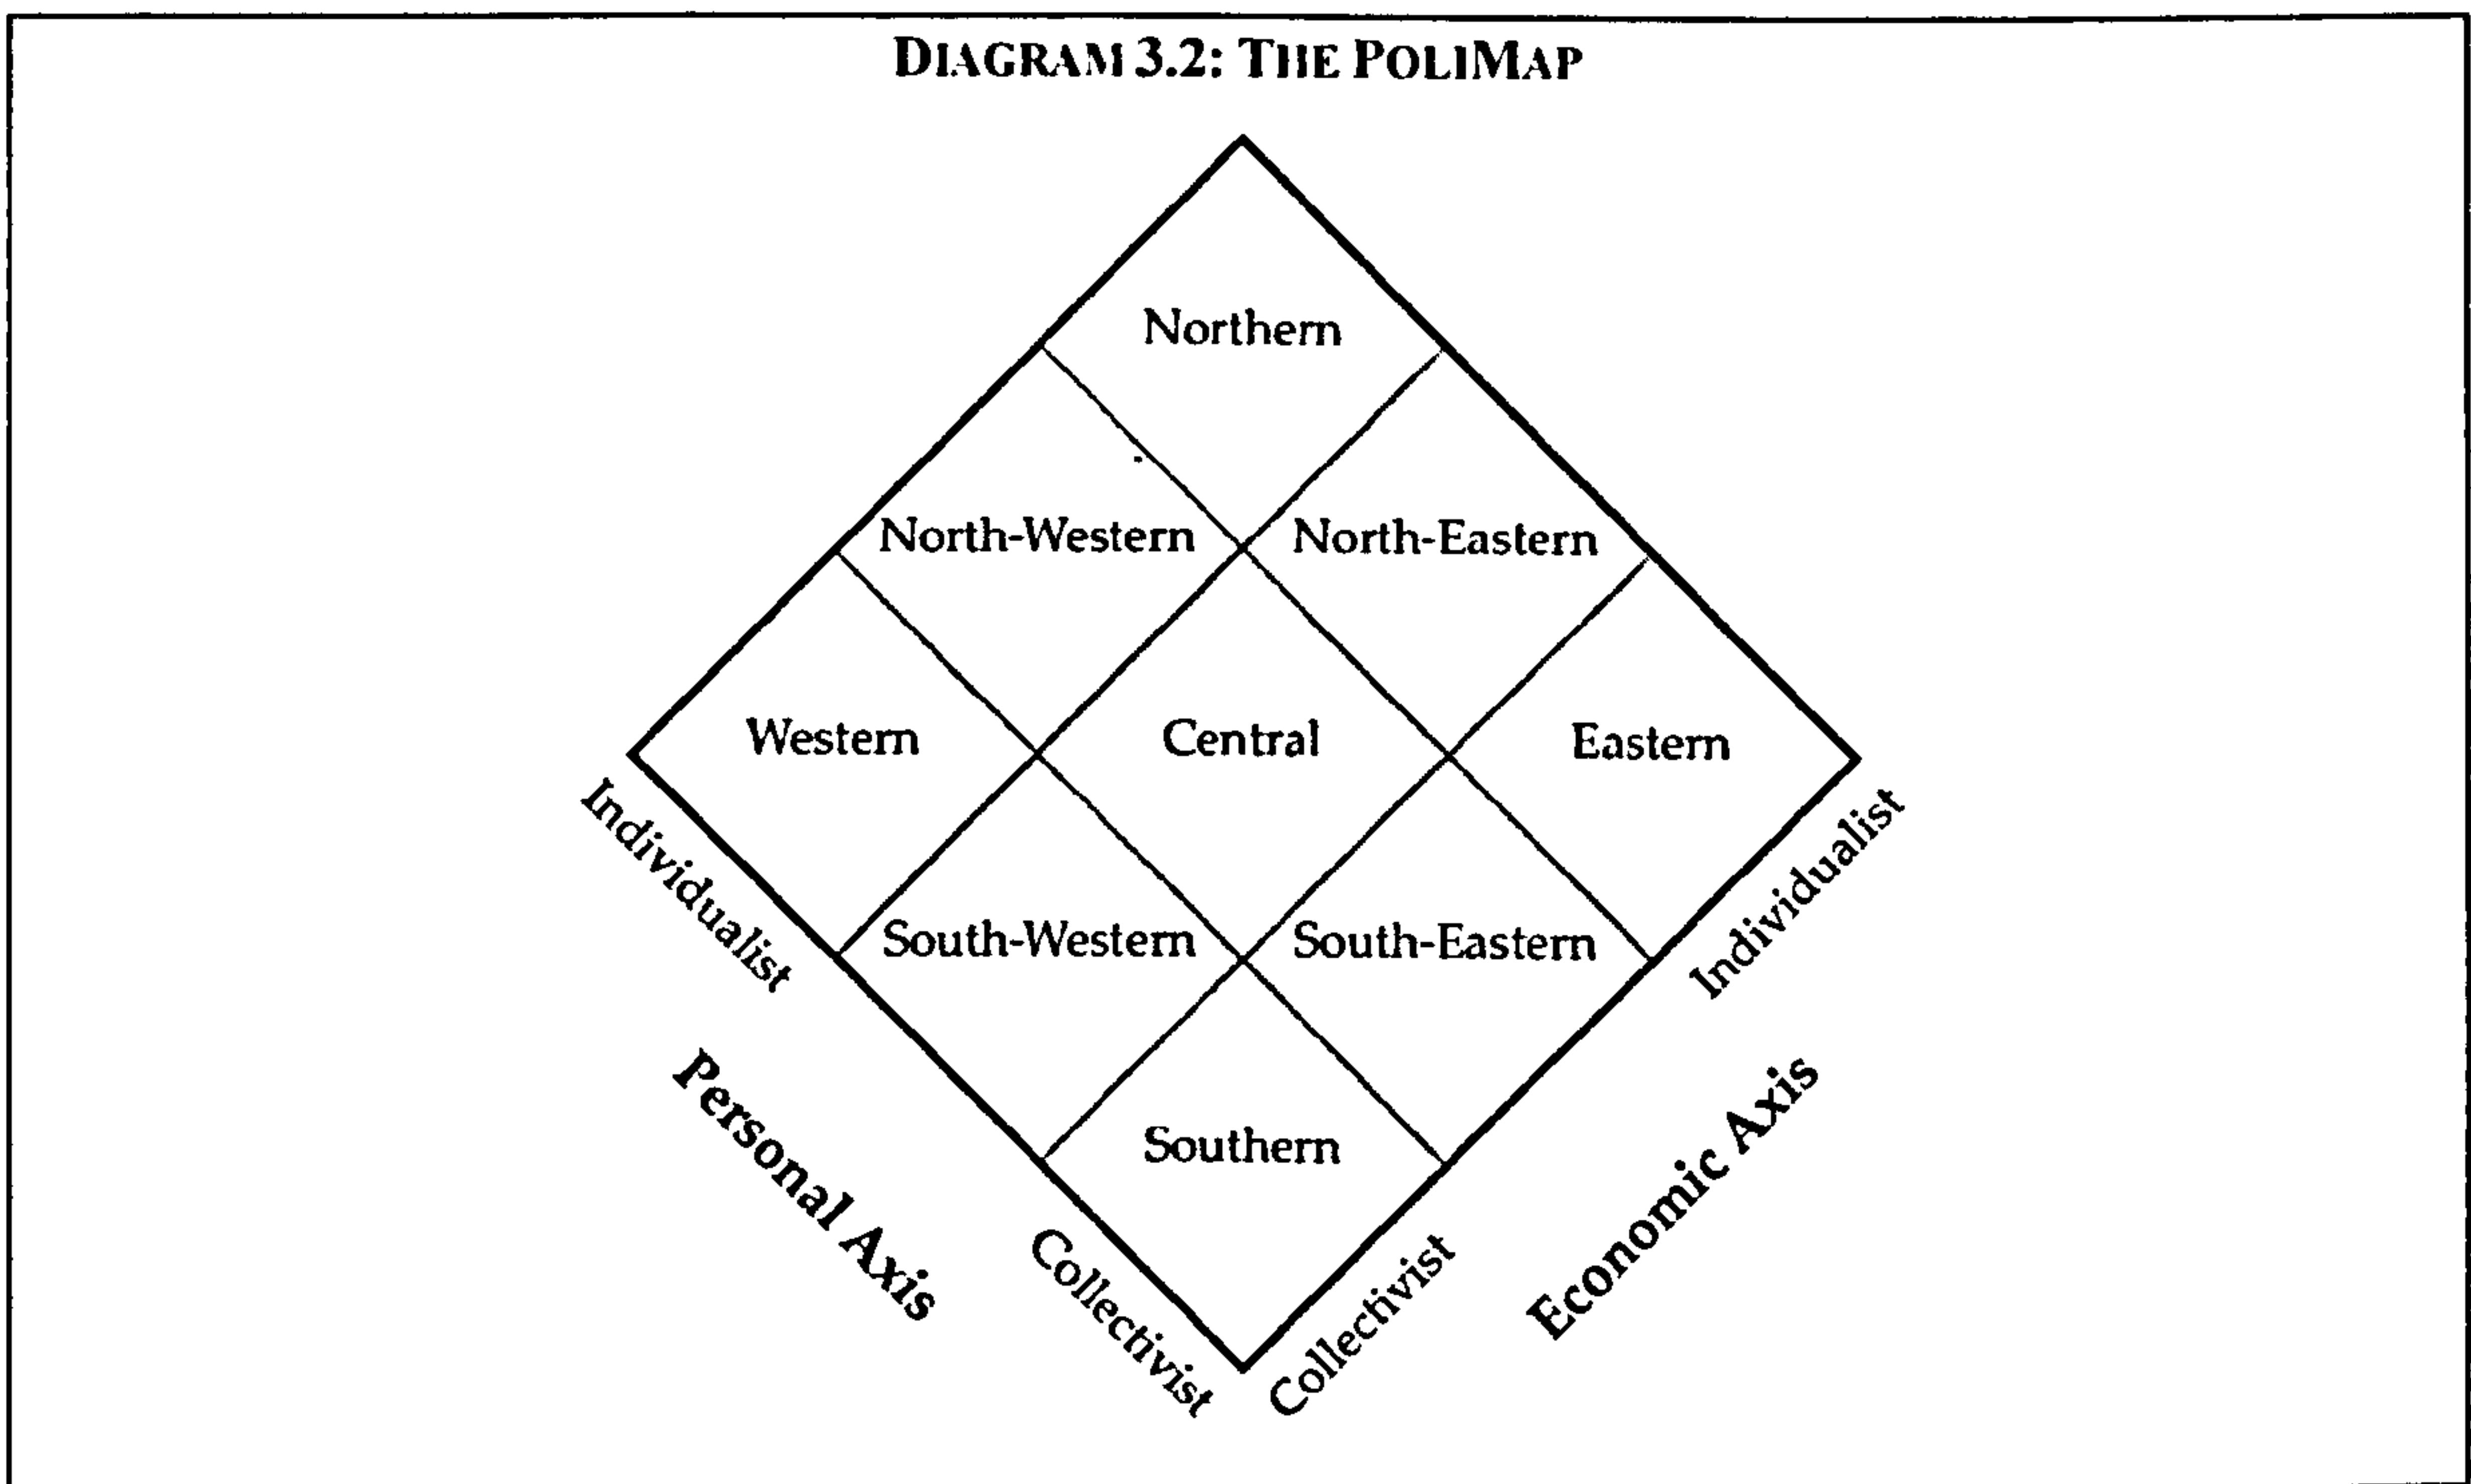 DIAGRAM 3.2: THE POLIMAP
Northern
North-Western
North-Eastern
Western
Central
Eastern
Individualist
Individualist
South-Western
South-Eastern
Personal Axis
Economic Axis
Southern
Collectivist
Collectivist